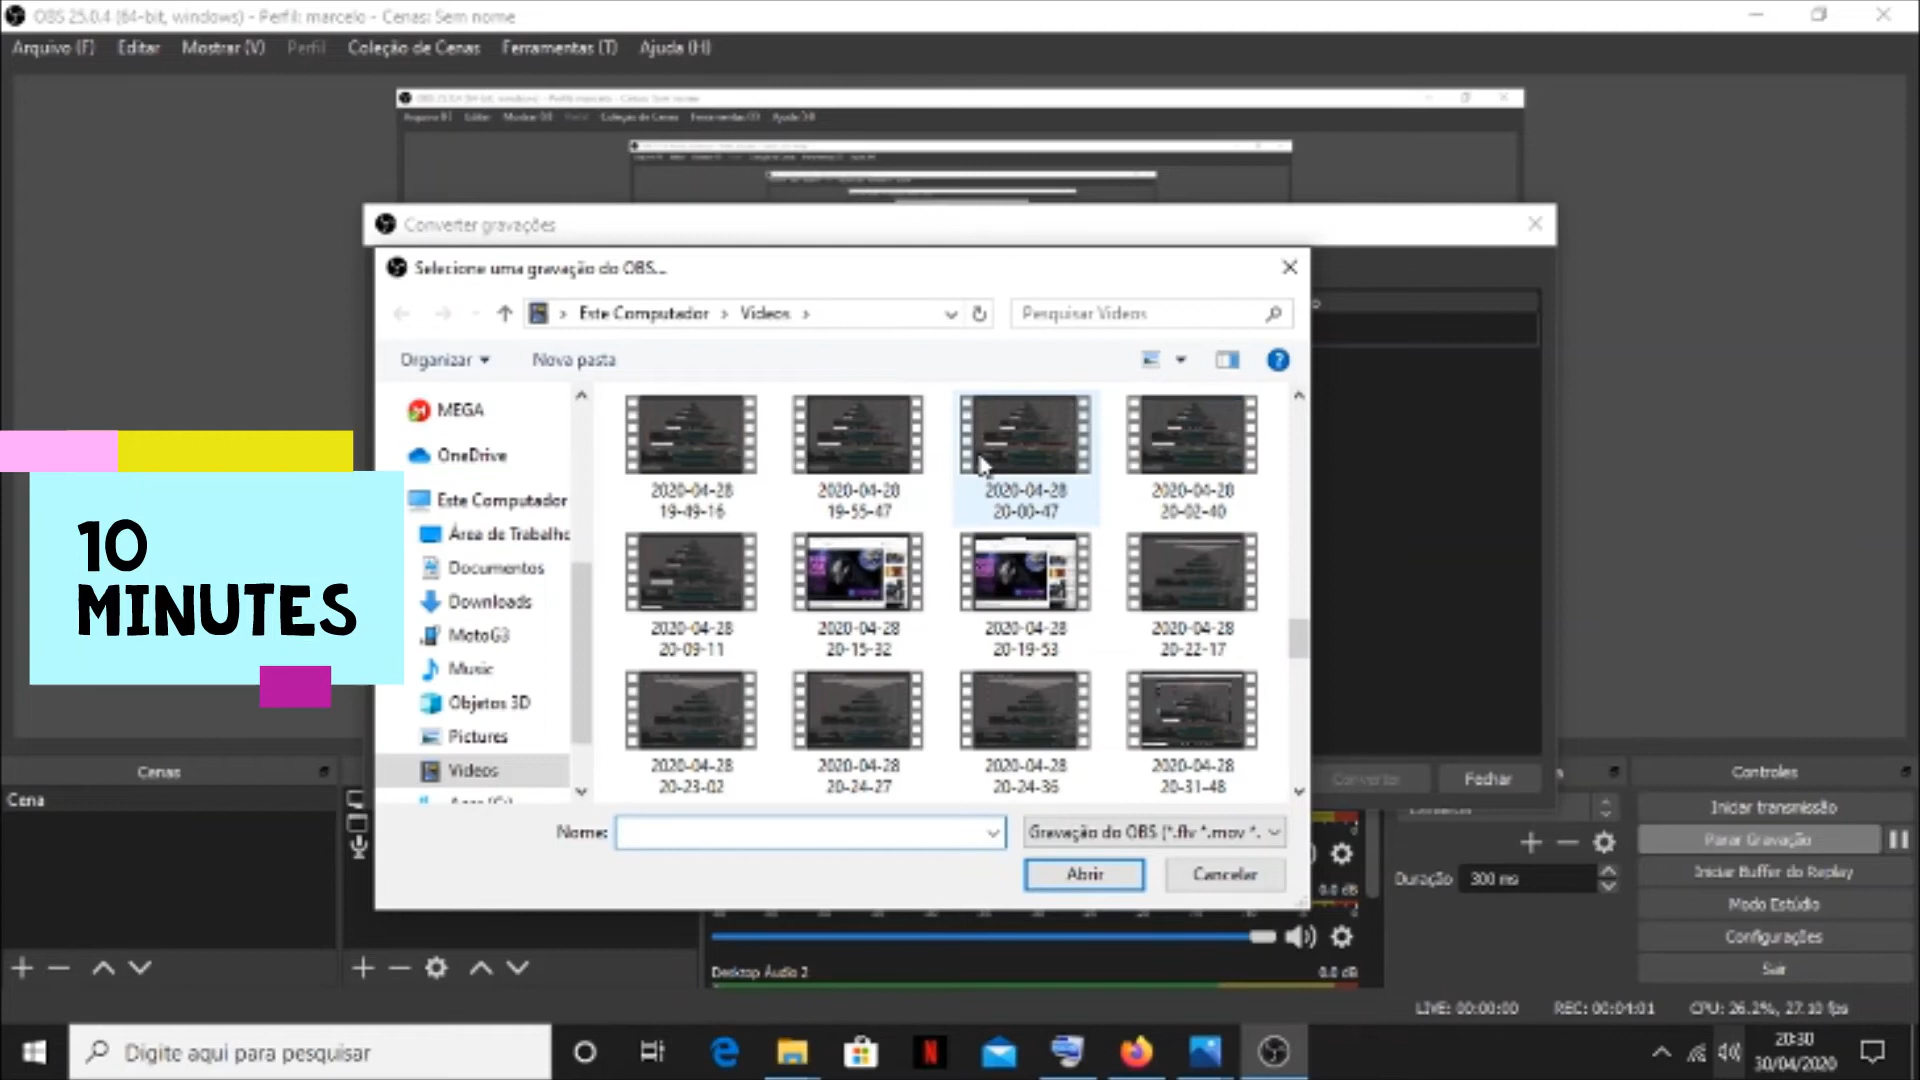 OBS 25.0.4 (64-bit, windows) - Perfil: marcelo - Cenas: Sem nome
Arquivo (F) Editar Mostrar (V) Perfil Coleção de Cenas Ferramentas (T) Ajuda (H)
Converter gravações
Selecione uma gravação do OBS...
Este Computador > Videos >
Pesquisar Videos
Organizar
Nova pasta
MEGA
OneDrive
Este Computador
Área de Trabalho
Documentos
Downloads
MotoG3
Music
Objetos 3D
Pictures
Videos
2020-04-28 19-49-16
2020-04-28 19-55-47
2020-04-28 20-00-47
2020-04-28 20-02-40
2020-04-28 20-09-11
2020-04-28 20-15-32
2020-04-28 20-19-53
2020-04-28 20-22-17
2020-04-28 20-23-02
2020-04-28 20-24-27
2020-04-28 20-24-36
2020-04-28 20-31-48
Nome:
Gravação do OBS (*.flv *.mov *.
Abrir
Cancelar
10
MINUTES
Converter
Fechar
Cenas
Cena
Controles
Iniciar transmissão
Parar Gravação
Iniciar Buffer do Replay
Modo Estúdio
Configurações
Sair
Duração 300 ms
0.0 dB
Desktop Áudio 2
0.0 dB
LIVE: 00:00:00 REC: 00:04:01 CPU: 26.2%, 27.10 fps
Digite aqui para pesquisar
20:30
30/04/2020